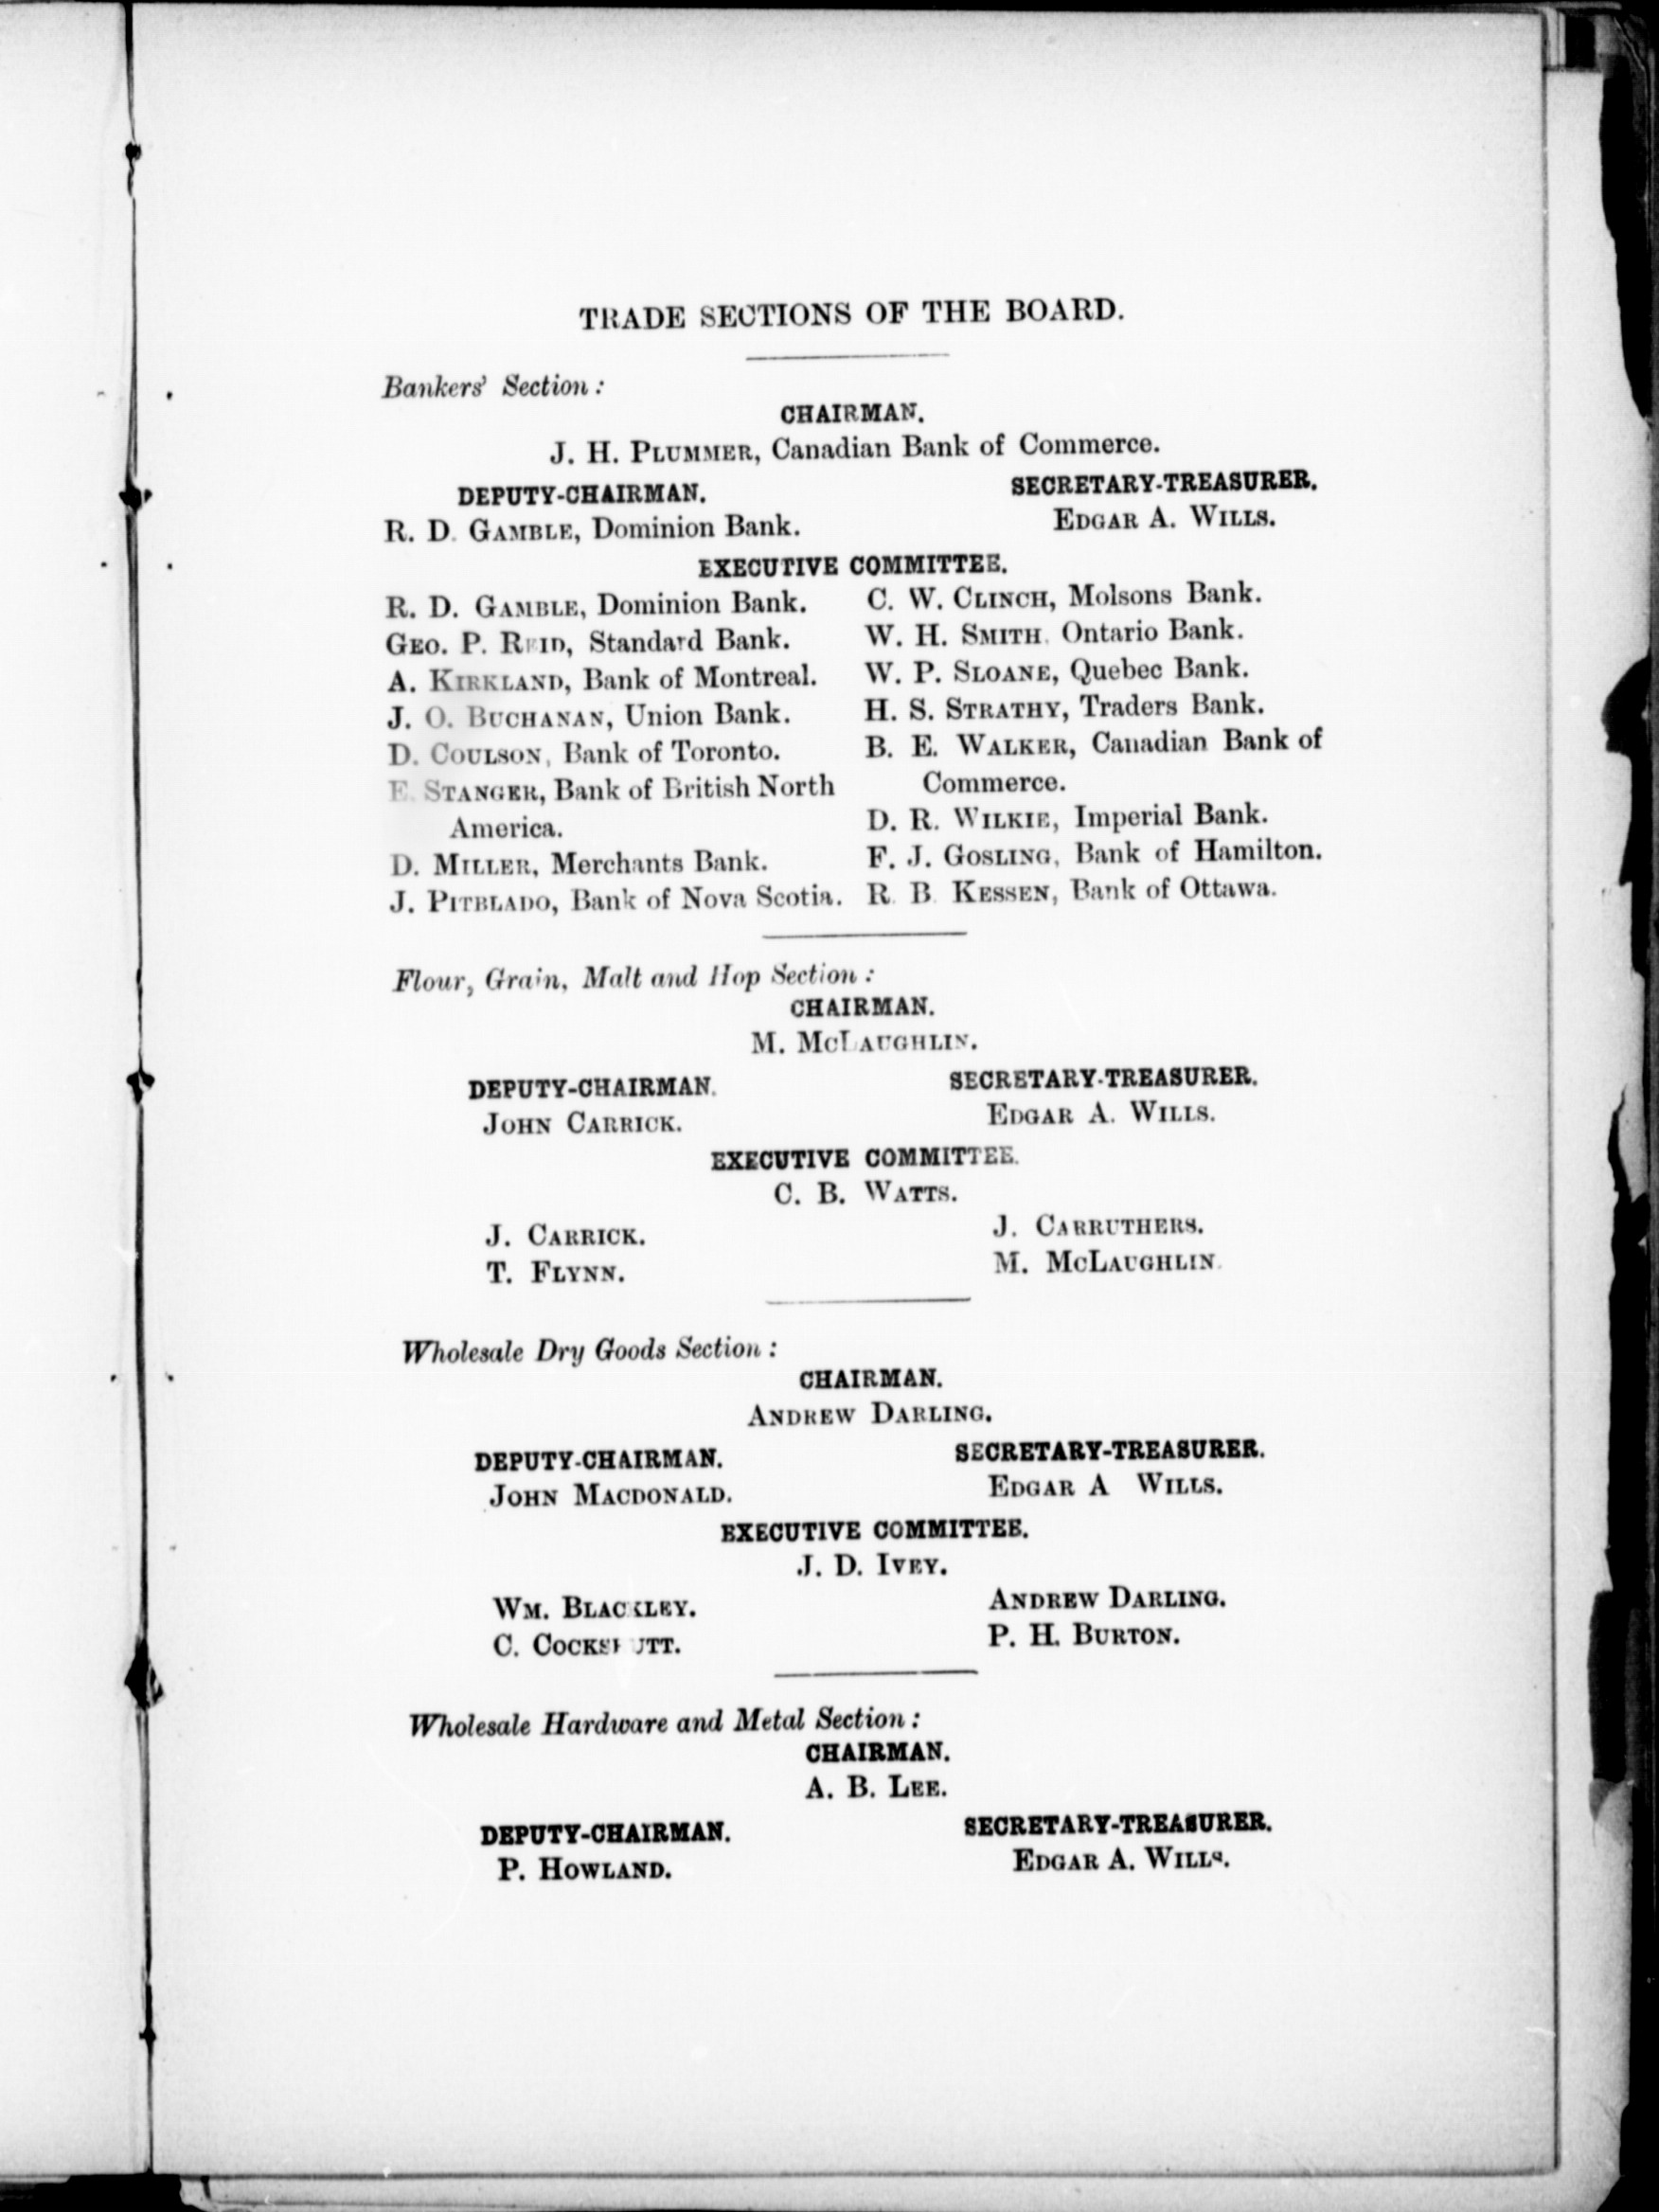 TRADE SECTIONS OF THE BOARD.
Bankers' Section :
CHAIRMAN.
J. H. PLUMMER, Canadian Bank of Commerce.
DEPUTY-CHAIRMAN.
R. D. GAMBLE, Dominion Bank.
SECRETARY-TREASURER.
EDGAR A. WILLS.
EXECUTIVE COMMITTEE.
R. D. GAMBLE, Dominion Bank.
GEO. P. REID, Standard Bank.
A. KIRKLAND, Bank of Montreal.
J. O. BUCHANAN, Union Bank.
D. COULSON, Bank of Toronto.
E. STANGER, Bank of British North
America.
D. MILLER, Merchants Bank.
J. PITBLADO, Bank of Nova Scotia.
C. W. CLINCH, Molsons Bank.
W. H. SMITH, Ontario Bank.
W. P. SLOANE, Quebec Bank.
H. S. STRATHY, Traders Bank.
B. E. WALKER, Canadian Bank of
Commerce.
D. R. WILKIE, Imperial Bank.
F. J. GOSLING, Bank of Hamilton.
R. B. KESSEN, Bank of Ottawa.
Flour, Grain, Malt and Hop Section :
CHAIRMAN.
M. MCLAUGHLIN.
DEPUTY-CHAIRMAN.
JOHN CARRICK.
SECRETARY-TREASURER.
EDGAR A. WILLS.
EXECUTIVE COMMITTEE.
C. B. WATTS.
J. CARRICK.
T. FLYNN.
J. CARRUTHERS.
M. MCLAUGHLIN.
Wholesale Dry Goods Section :
CHAIRMAN.
ANDREW DARLING.
DEPUTY-CHAIRMAN.
JOHN MACDONALD.
SECRETARY-TREASURER.
EDGAR A WILLS.
EXECUTIVE COMMITTEE.
J. D. IVEY.
WM. BLACKLEY.
C. COCKSHUTT.
ANDREW DARLING.
P. H. BURTON.
Wholesale Hardware and Metal Section :
CHAIRMAN.
A. B. LEE.
DEPUTY-CHAIRMAN.
P. HOWLAND.
SECRETARY-TREASURER.
EDGAR A. WILLS.